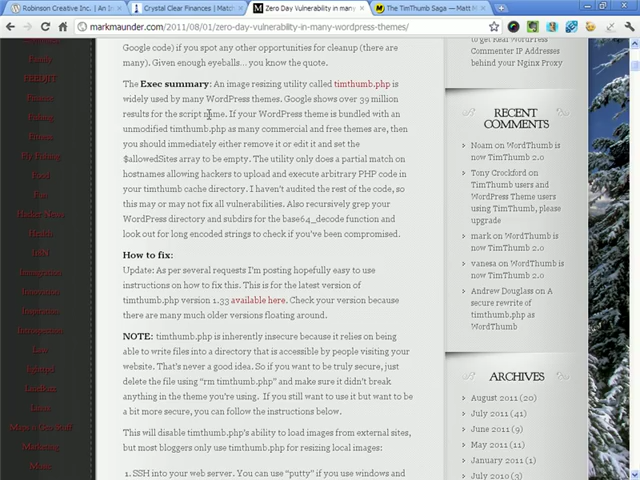 Robinson Creative Inc. | In
Crystal Clear Finances | Match
Zero Day Vulnerability in many
The TimThumb Saga — Matt M
markmaunder.com/2011/08/01/zero-day-vulnerability-in-many-wordpress-themes/
FEEDJIT
Fishing
Fitness
My Fishing
Food
Fun
Hacker News
Immigration
Innovation
Law
Make a Get Stuff
Marketing
Music
Google code) if you spot any other opportunities for cleanup (there are
many). Given enough eyeballs... you know the quote.
The Exec summary: An image resizing utility called timthumb.php is
widely used by many WordPress themes. Google shows over 39 million
results for the script name. If your WordPress theme is bundled with an
unmodified timthumb.php as many commercial and free themes are, then
you should immediately either remove it or edit it and set the
$allowedSites array to be empty. The utility only does a partial match on
hostnames allowing hackers to upload and execute arbitrary PHP code in
your timthumb cache directory. I haven't audited the rest of the code, so
this may or may not fix all vulnerabilities. Also recursively grep your
WordPress directory and subdirs for the base64_decode function and
look out for long encoded strings to check if you've been compromised.
How to fix:
Update: As per several requests I'm posting hopefully easy to use
instructions on how to fix this. This is for the latest version of
timthumb.php version 1.33 available here. Check your version because
there are many much older versions floating around.
NOTE: timthumb.php is inherently insecure because it relies on being
able to write files into a directory that is accessible by people visiting your
website. That's never a good idea. So if you want to be truly secure, just
delete the file using "rm timthumb.php" and make sure it didn't break
anything in the theme you're using. If you still want to use it but want to be
a bit more secure, you can follow the instructions below.
This will disable timthumb.php's ability to load images from external sites,
but most bloggers only use timthumb.php for resizing local images:
1. SSH into your web server. You can use "putty" if you use windows and
to get Real WordPress
Commenter IP Addresses
behind your Nginx Proxy
RECENT
COMMENTS
Noam on WordThumb is
now TimThumb 2.0
Tony Crockford on
TimThumb users and
WordPress Theme users
using TimThumb, please
upgrade
mark on WordThumb is
now TimThumb 2.0
vanesa on WordThumb is
now TimThumb 2.0
Andrew Douglass on A
secure rewrite of
timthumb.php as
WordThumb
ARCHIVES
August 2011 (20)
July 2011 (41)
June 2011 (9)
May 2011 (11)
January 2011 (1)
July 2010 (3)